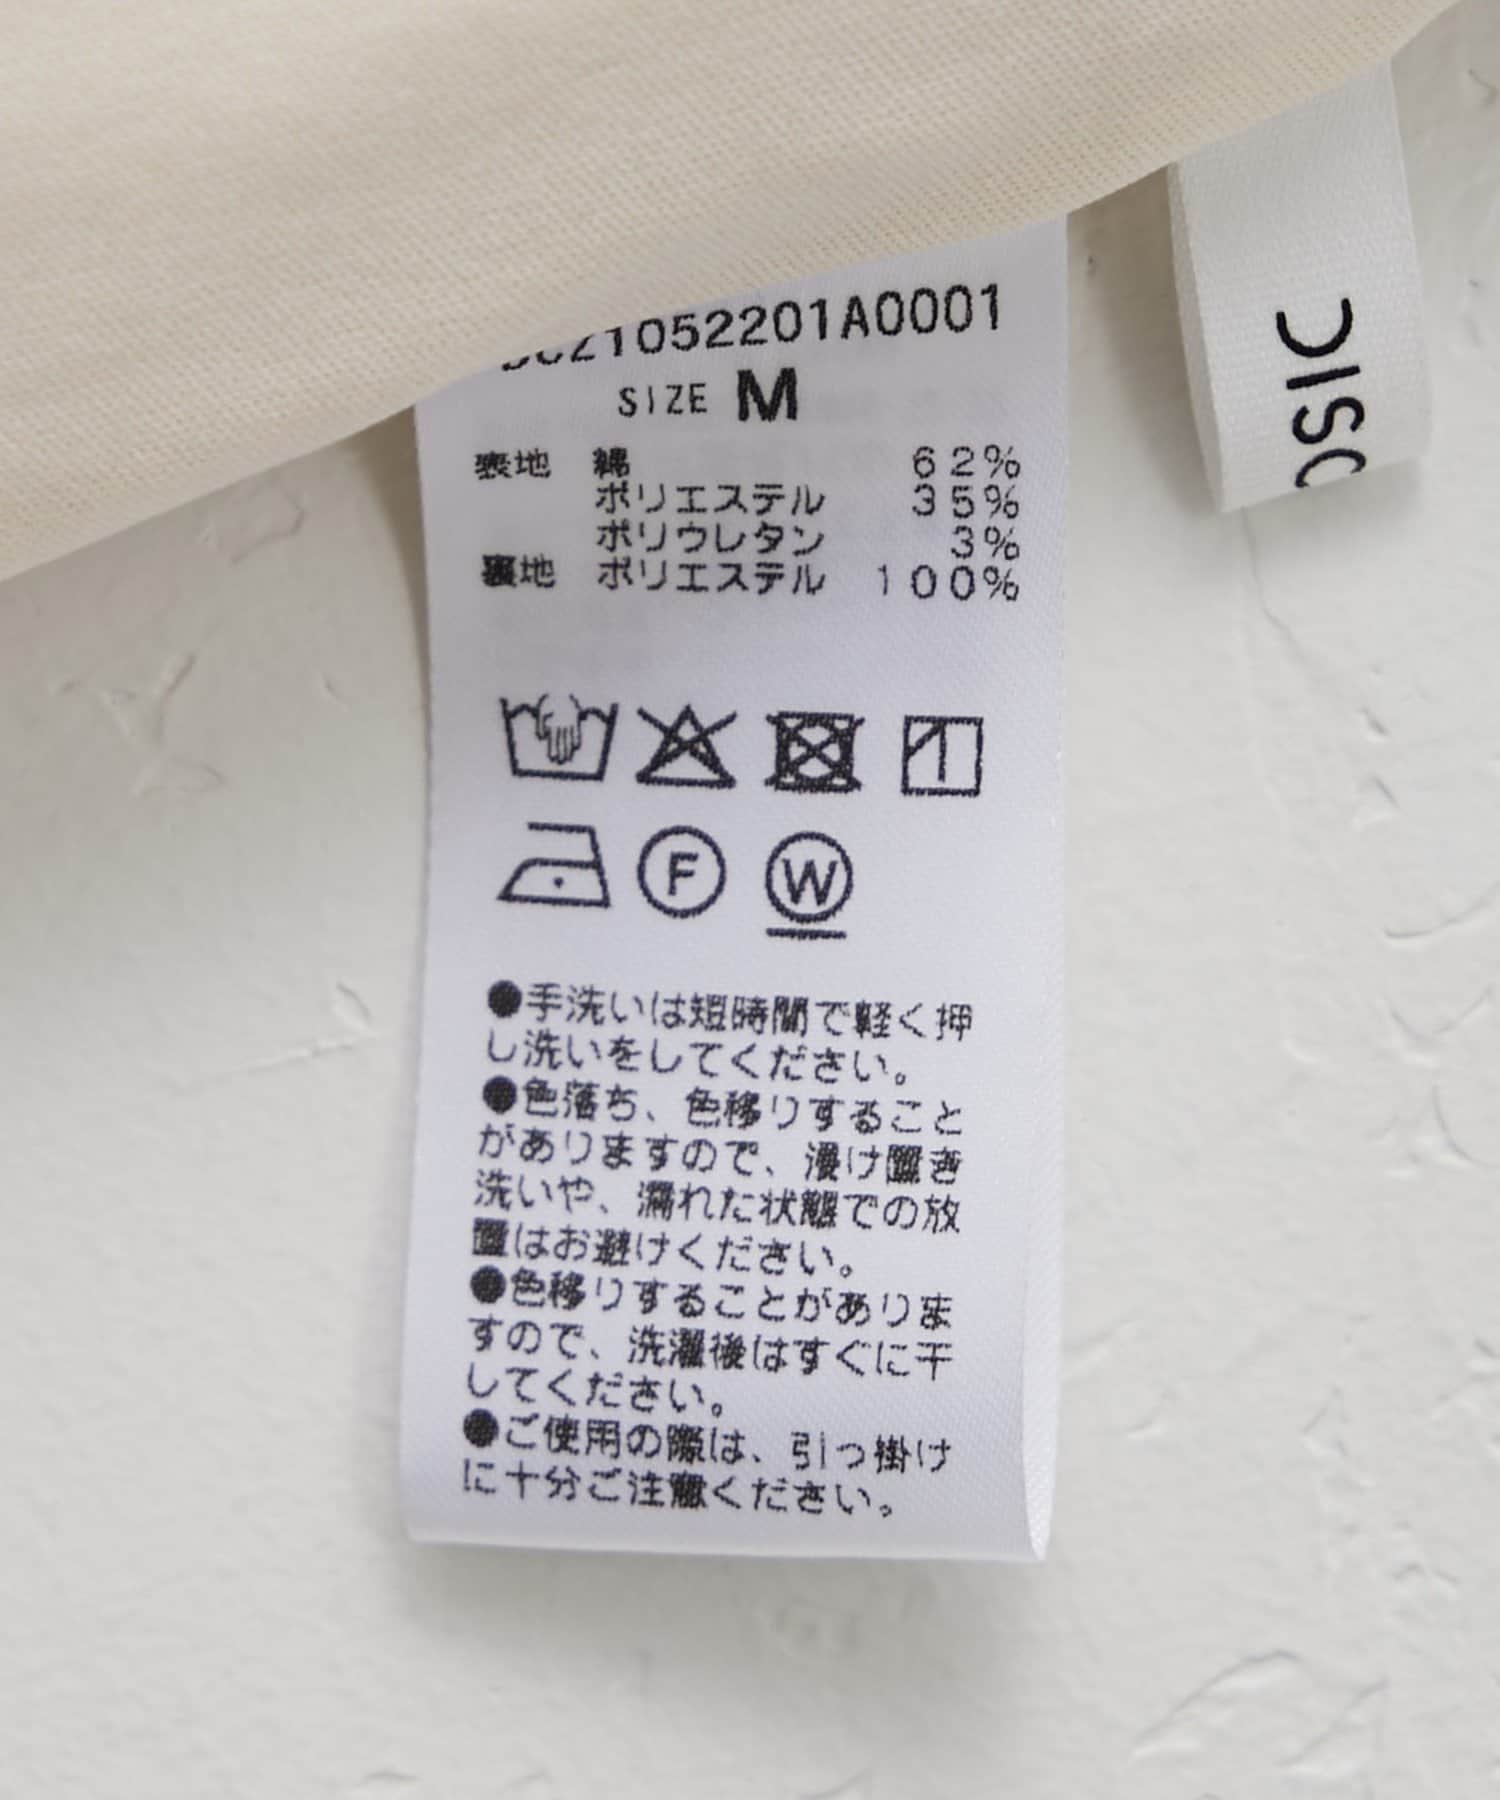 21052201A0001
SIZE M
表地 綿 62%
ポリエステル 35%
ポリウレタン 3%
裏地 ポリエステル 100%
F
W
●手洗いは短時間で軽く押
し洗いをしてください。
●色落ち、色移りすること
がありますので、浸け置き
洗いや、濡れた状態での放
置はお避けください。
●色移りすることがありま
すので、洗濯後はすぐに干
してください。
●ご使用の際は、引っ掛け
に十分ご注意ください。
DISC